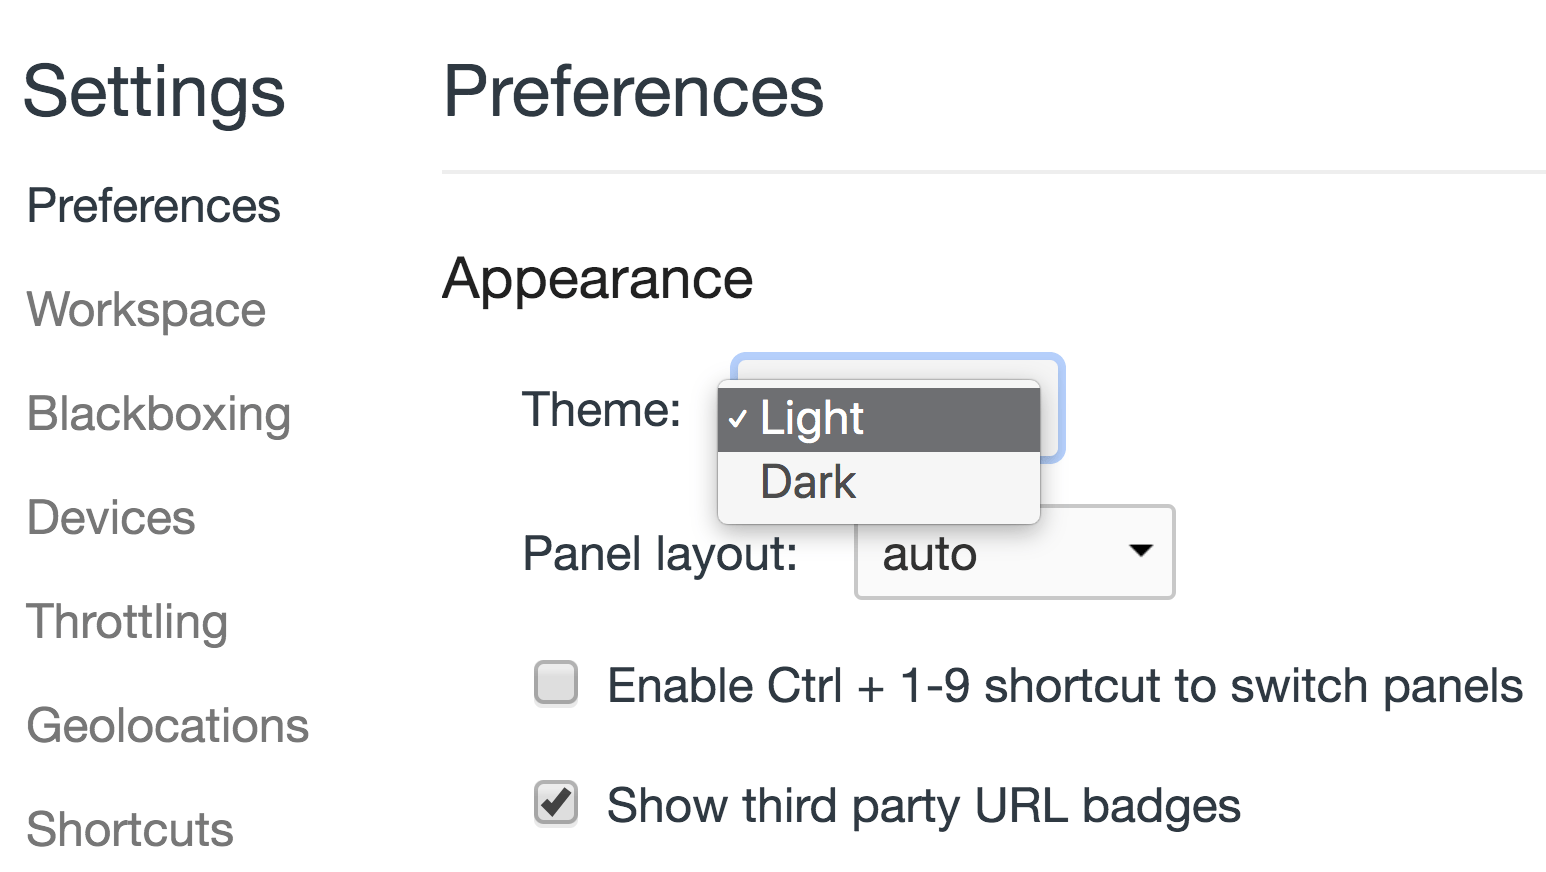 Settings
Preferences
Workspace
Blackboxing
Devices
Throttling
Geolocations
Shortcuts
Preferences
Appearance
Theme:
✓ Light
Dark
Panel layout: auto
Enable Ctrl + 1-9 shortcut to switch panels
Show third party URL badges